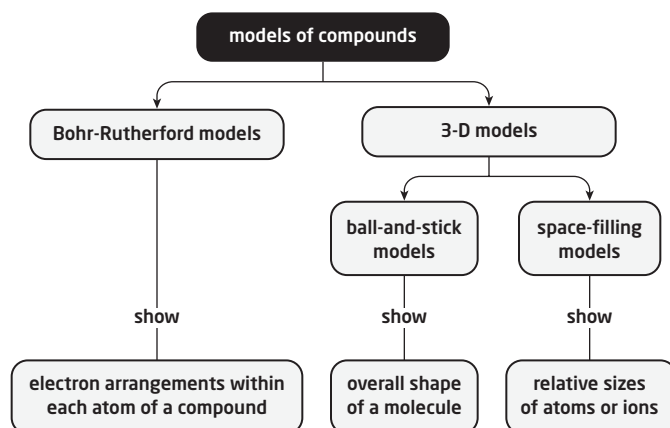 models of compounds
Bohr-Rutherford models
3-D models
ball-and-stick
models
space-filling
models
show
show
show
electron arrangements within
each atom of a compound
overall shape
of a molecule
relative sizes
of atoms or ions